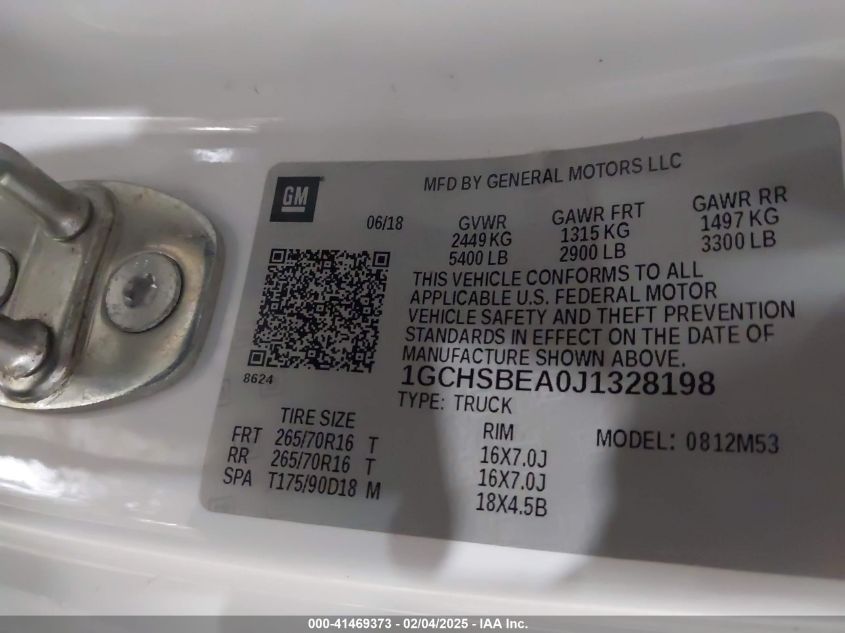 GM
MFD BY GENERAL MOTORS LLC
06/18
GVWR GAWR FRT GAWR RR
2449 KG 1315 KG 1497 KG
5400 LB 2900 LB 3300 LB
THIS VEHICLE CONFORMS TO ALL
APPLICABLE U.S. FEDERAL MOTOR
VEHICLE SAFETY AND THEFT PREVENTION
STANDARDS IN EFFECT ON THE DATE OF
MANUFACTURE SHOWN ABOVE.
8624
1GCHSBEA0J1328198
TYPE: TRUCK
TIRE SIZE RIM MODEL: 0812M53
FRT 265/70R16 T 16X7.0J
RR 265/70R16 T 16X7.0J
SPA T175/90D18 M 18X4.5B
000-41469373 - 02/04/2025 - IAA Inc.